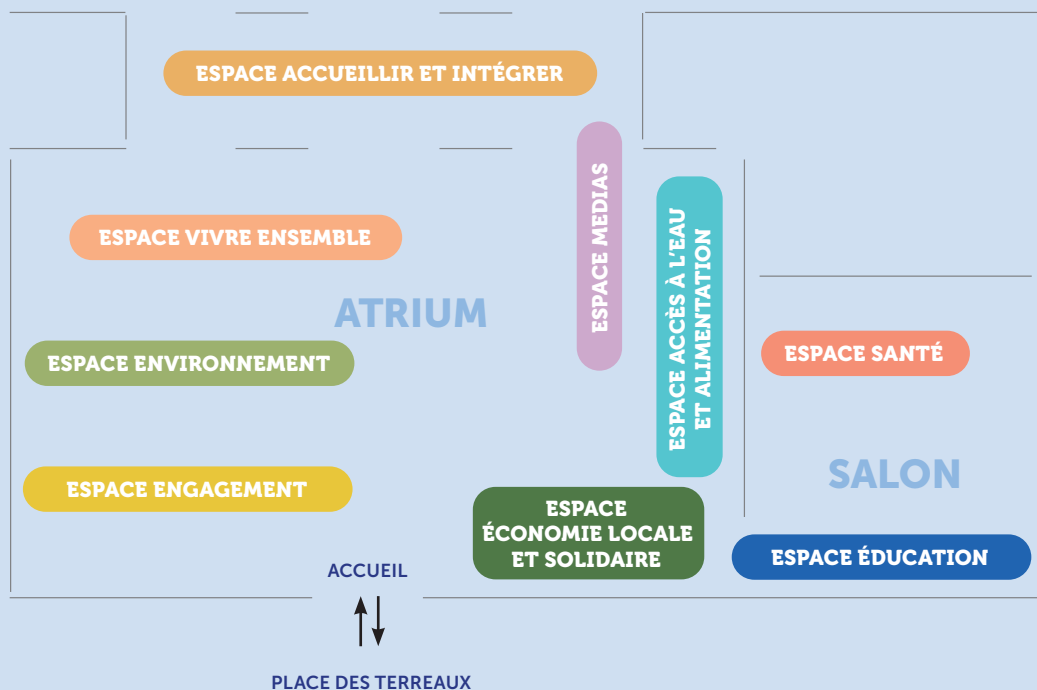 ESPACE ACCUEILLIR ET INTÉGRER
ESPACE MEDIAS
ESPACE ACCÈS À L'EAU
ET ALIMENTATION
ESPACE VIVRE ENSEMBLE
ATRIUM
ESPACE ENVIRONNEMENT
ESPACE SANTÉ
SALON
ESPACE ENGAGEMENT
ESPACE
ÉCONOMIE LOCALE
ET SOLIDAIRE
ESPACE ÉDUCATION
ACCUEIL
PLACE DES TERREAUX